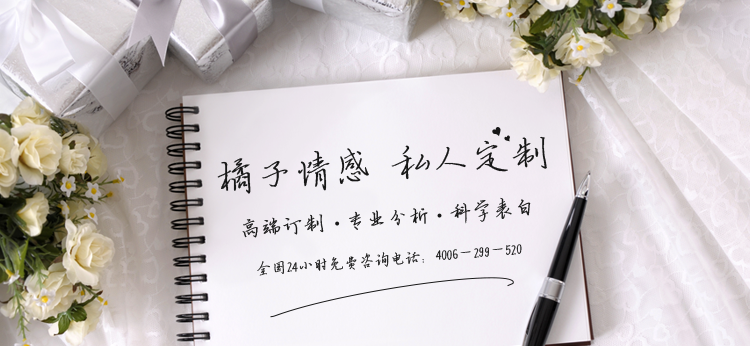 橘子情感 私人定制
高端订制·专业分析·科学表白
全国24小时免费咨询电话：4006－299－520